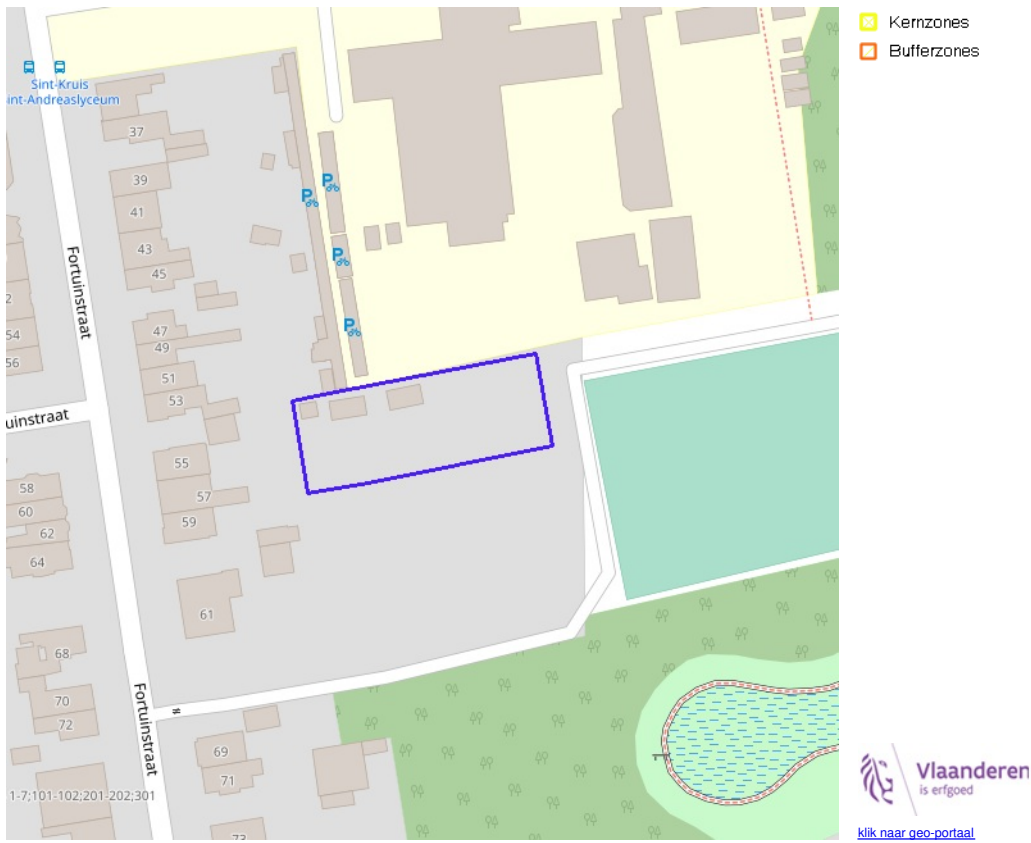 Kernzones
Bufferzones
Sint-Kruis
int-Andreaslyceum
37
39
41
43
45
Fortuinstraat
47
49
51
53
54
56
uinstraat
55
57
59
58
60
62
64
61
68
70
72
Fortuinstraat
69
71
1-7;101-102;201-202;301
73
P
P
P
P
2
Vlaanderen
is erfgoed
klik naar geo-portaal